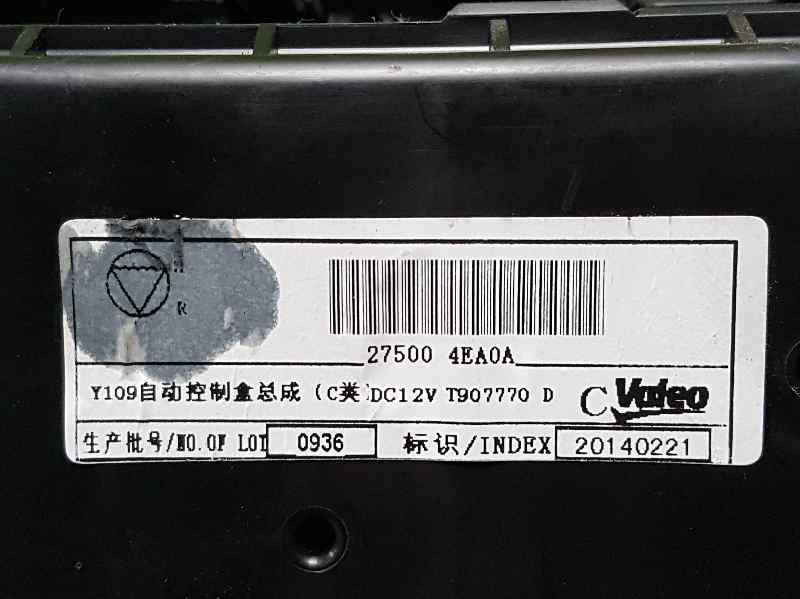 R
27500 4EA0A
Y109自动控制盒总成（C类）DC12V T907770 D C Valeo
生产批号/NO.OF LOT 0936 标识/INDEX 20140221